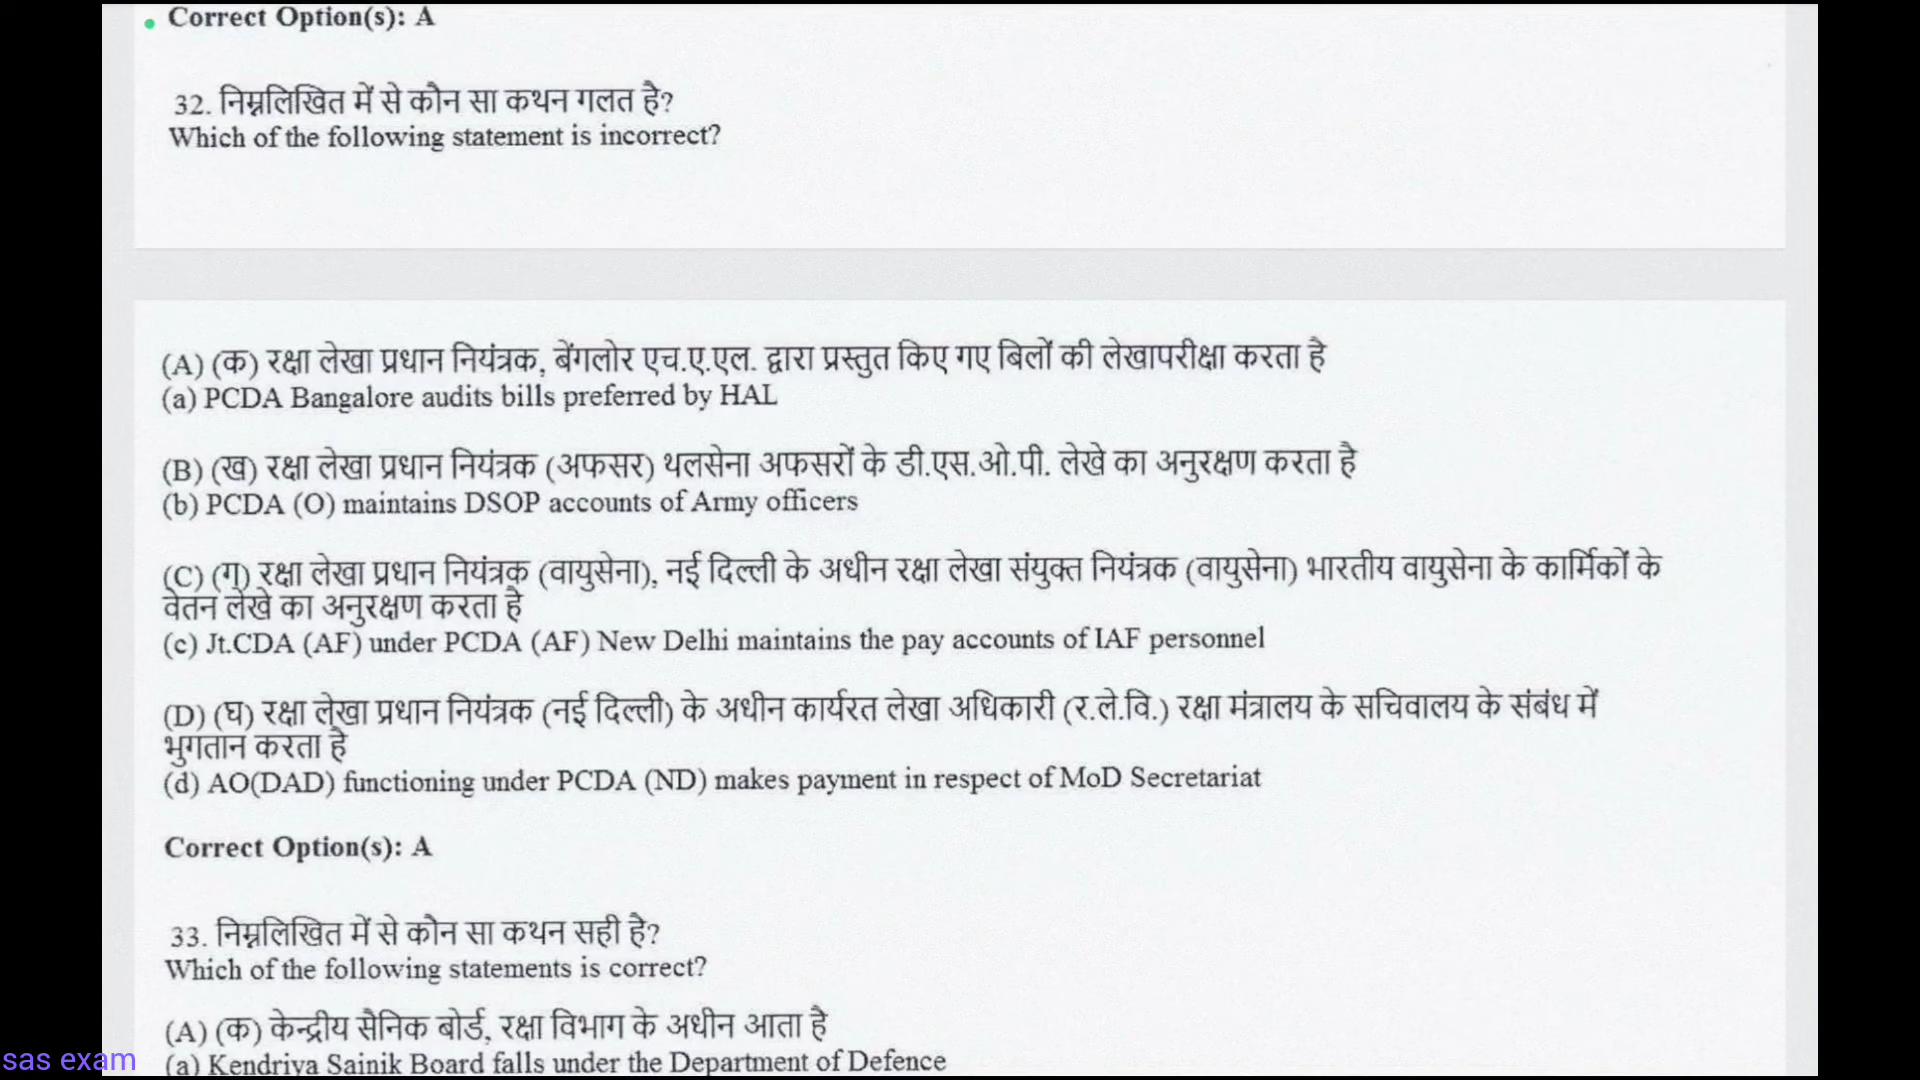 Correct Option(s): A
32. निम्नलिखित में से कौन सा कथन गलत है?
Which of the following statement is incorrect?
(A) (क) रक्षा लेखा प्रधान नियंत्रक, बेंगलोर एच.ए.एल. द्वारा प्रस्तुत किए गए बिलों की लेखापरीक्षा करता है
(a) PCDA Bangalore audits bills preferred by HAL
(B) (ख) रक्षा लेखा प्रधान नियंत्रक (अफसर) थलसेना अफसरों के डी.एस.ओ.पी. लेखे का अनुरक्षण करता है
(b) PCDA (O) maintains DSOP accounts of Army officers
(C) (ग) रक्षा लेखा प्रधान नियंत्रक (वायुसेना), नई दिल्ली के अधीन रक्षा लेखा संयुक्त नियंत्रक (वायुसेना) भारतीय वायुसेना के कार्मिकों के
वेतन लेखे का अनुरक्षण करता है
(c) Jt.CDA (AF) under PCDA (AF) New Delhi maintains the pay accounts of IAF personnel
(D) (घ) रक्षा लेखा प्रधान नियंत्रक (नई दिल्ली) के अधीन कार्यरत लेखा अधिकारी (र.ले.वि.) रक्षा मंत्रालय के सचिवालय के संबंध में
भुगतान करता है
(d) AO(DAD) functioning under PCDA (ND) makes payment in respect of MoD Secretariat
Correct Option(s): A
33. निम्नलिखित में से कौन सा कथन सही है?
Which of the following statements is correct?
(A) (क) केन्द्रीय सैनिक बोर्ड, रक्षा विभाग के अधीन आता है
(a) Kendriya Sainik Board falls under the Department of Defence
sas exam